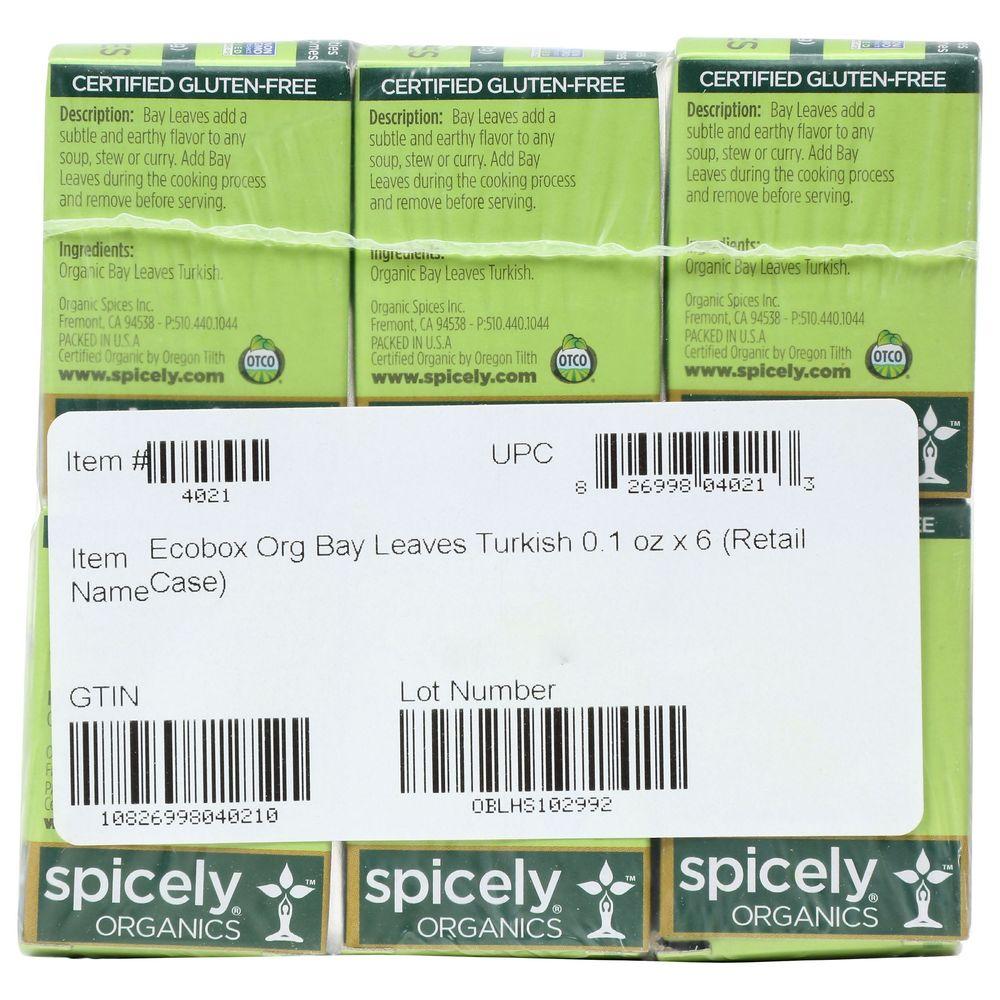 CERTIFIED GLUTEN-FREE
Description: Bay Leaves add a
subtle and earthy flavor to any
soup, stew or curry. Add Bay
Leaves during the cooking process
and remove before serving.
Ingredients:
Organic Bay Leaves Turkish.
Organic Spices Inc.
Fremont, CA 94538 - P:510.440.1044
PACKED IN U.S.A
Certified Organic by Oregon Tilth
www.spicely.com
OTCO
CERTIFIED GLUTEN-FREE
Description: Bay Leaves add a
subtle and earthy flavor to any
soup, stew or curry. Add Bay
Leaves during the cooking process
and remove before serving.
Ingredients:
Organic Bay Leaves Turkish.
Organic Spices Inc.
Fremont, CA 94538 - P:510.440.1044
PACKED IN U.S.A
Certified Organic by Oregon Tilth
www.spicely.com
OTCO
CERTIFIED GLUTEN-FREE
Description: Bay Leaves add a
subtle and earthy flavor to any
soup, stew or curry. Add Bay
Leaves during the cooking process
and remove before serving.
Ingredients:
Organic Bay Leaves Turkish.
Organic Spices Inc.
Fremont, CA 94538 - P:510.440.1044
PACKED IN U.S.A
Certified Organic by Oregon Tilth
www.spicely.com
OTCO
TM
Item #
4021
UPC
8 26998 04021 3
Item Name
Ecobox Org Bay Leaves Turkish 0.1 oz x 6 (Retail
Case)
GTIN
10826998040210
Lot Number
OBLHS102992
spicely® TM
ORGANICS
spicely® TM
ORGANICS
spicely® TM
ORGANICS